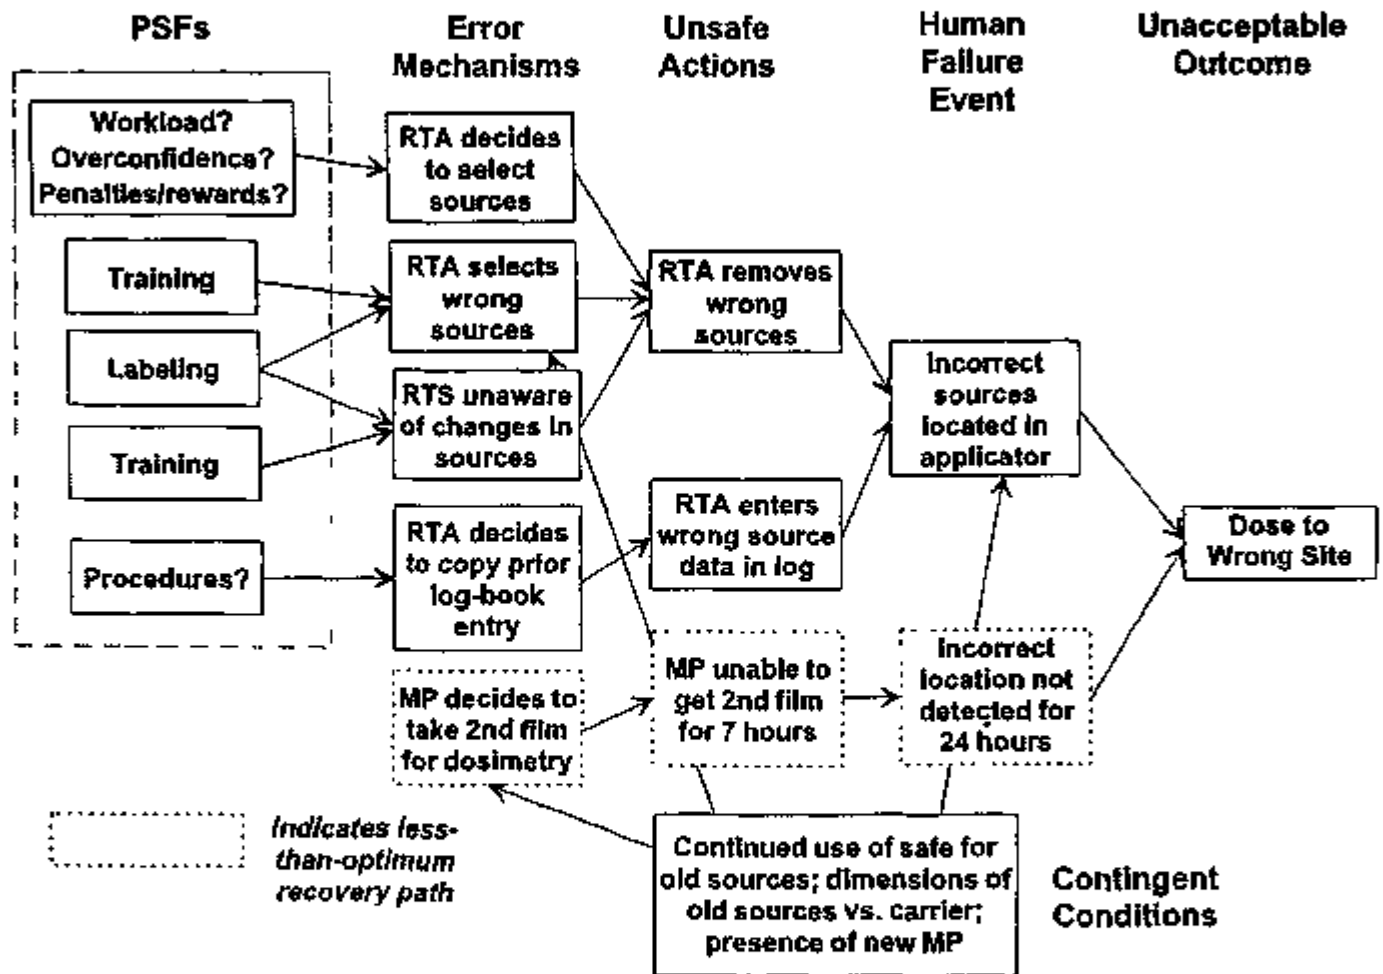 PSFs
Error
Mechanisms
Unsafe
Actions
Human
Failure
Event
Unacceptable
Outcome
Workload?
Overconfidence?
Penalties/rewards?
RTA decides
to select
sources
Training
RTA selects
wrong
sources
RTA removes
wrong
sources
Labeling
RTS unaware
of changes in
sources
Incorrect
sources
located in
applicator
Training
RTA decides
to copy prior
log-book
entry
RTA enters
wrong source
data in log
Dose to
Wrong Site
Procedures?
MP decides to
take 2nd film
for dosimetry
MP unable to
get 2nd film
for 7 hours
Incorrect
location not
detected for
24 hours
Indicates less-
than-optimum
recovery path
Continued use of safe for
old sources; dimensions of
old sources vs. carrier;
presence of new MP
Contingent
Conditions